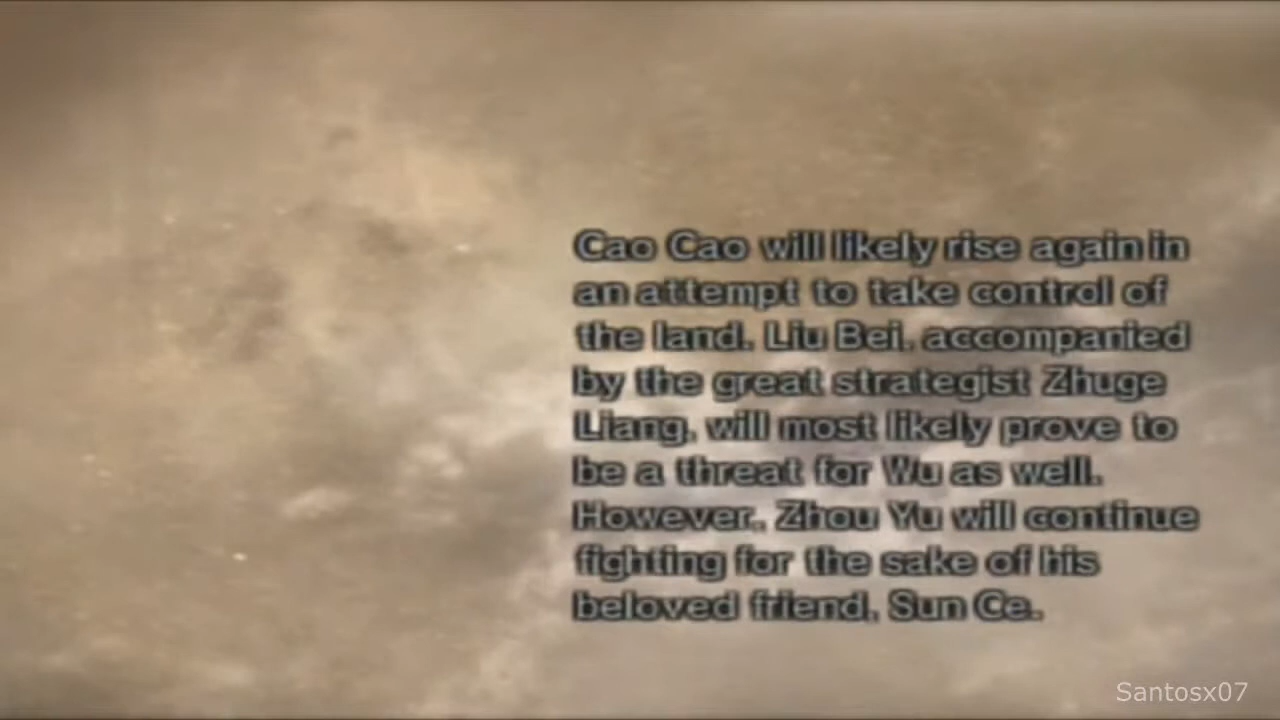 Cao Cao will likely rise again in
an attempt to take control of
the land. Liu Bei, accompanied
by the great strategist Zhuge
Liang, will most likely prove to
be a threat for Wu as well.
However, Zhou Yu will continue
fighting for the sake of his
beloved friend, Sun Ce.
Santosx07